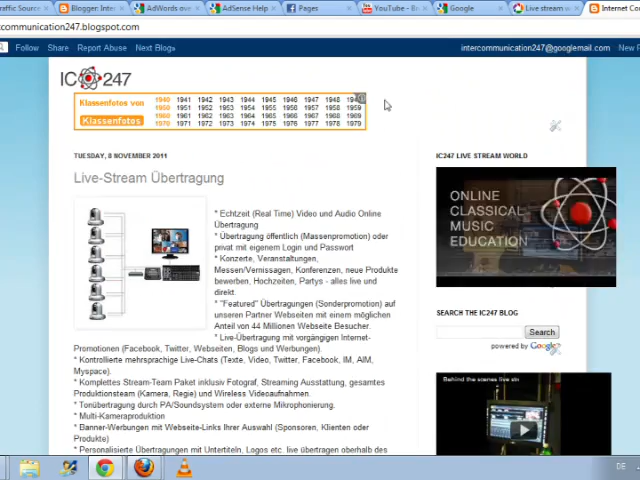 affic Source
Blogger: Inter
AdWords over
AdSense Help
Pages
YouTube - En
Google
Live stream w
Internet Co
communication247.blogspot.com
Follow Share Report Abuse Next Blog»
intercommunication247@googlemail.com New P
IC 247
Klassenfotos von
Klassenfotos
1940 1941 1942 1943 1944 1945 1946 1947 1948
1950 1951 1952 1953 1954 1955 1956 1957 1958 1959
1960 1961 1962 1963 1964 1965 1966 1967 1968 1969
1970 1971 1972 1973 1974 1975 1976 1977 1978 1979
TUESDAY, 8 NOVEMBER 2011
Live-Stream Übertragung
* Echtzeit (Real Time) Video und Audio Online
Übertragung
* Übertragung öffentlich (Massenpromotion) oder
privat mit eigenem Login und Passwort
* Konzerte, Veranstaltungen,
Messen/Vernissagen, Konferenzen, neue Produkte
bewerben, Hochzeiten, Partys - alles live und
direkt.
* "Featured" Übertragungen (Sonderpromotion) auf
unseren Partner Webseiten mit einem möglichen
Anteil von 44 Millionen Webseite Besucher.
* Live-Übertragung mit vorgängigen Internet-
Promotionen (Facebook, Twitter, Webseiten, Blogs und Werbungen).
* Kontrollierte mehrsprachige Live-Chats (Texte, Video, Twitter, Facebook, IM, AIM,
Myspace).
* Komplettes Stream-Team Paket inklusiv Fotograf, Streaming Ausstattung, gesamtes
Produktionsteam (Kamera, Regie) und Wireless Videoaufnahmen.
* Tonübertragung durch PA/Soundsystem oder externe Mikrophonierung.
* Multi-Kameraproduktion
* Banner-Werbungen mit Webseite-Links Ihrer Auswahl (Sponsoren, Klienten oder
Produkte)
* Personalisierte Übertragungen mit Untertiteln, Logos etc. live übertragen oberhalb des
IC247 LIVE STREAM WORLD
ONLINE
CLASSICAL
MUSIC
EDUCATION
SEARCH THE IC247 BLOG
Search
powered by Google
Behind the scenes live stn
DE